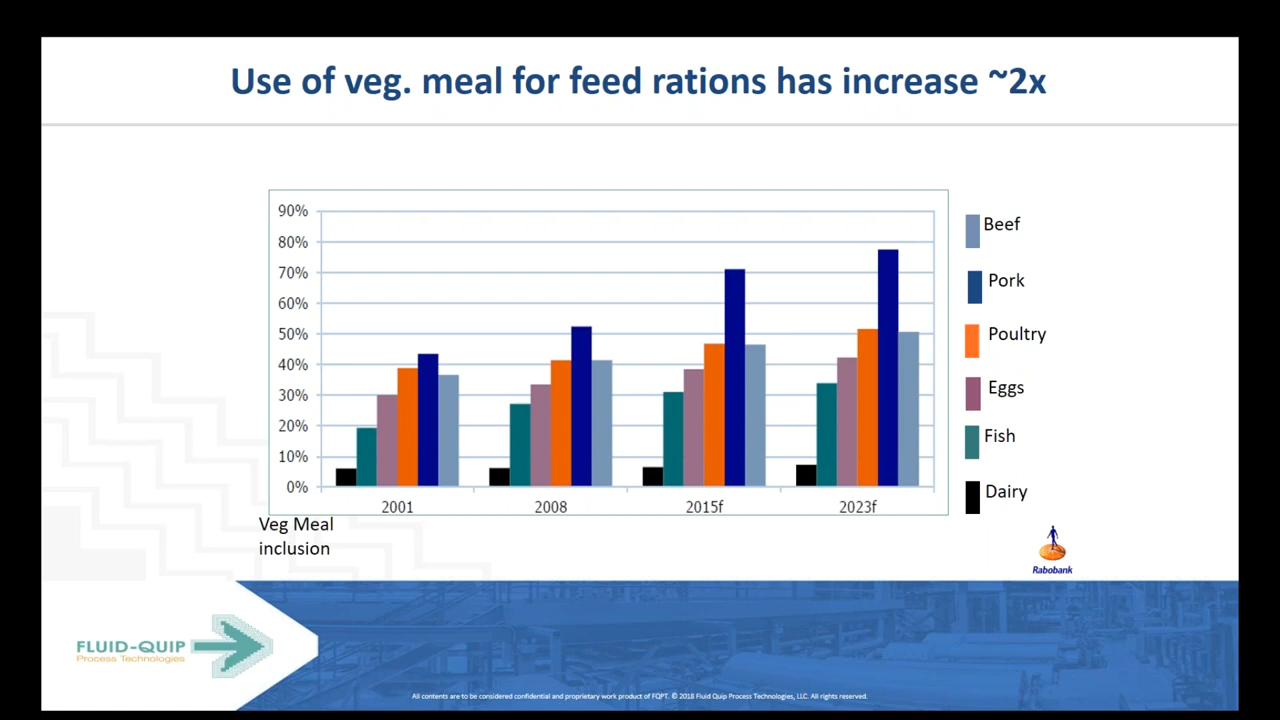 Use of veg. meal for feed rations has increase ~2x
90%
80%
70%
60%
50%
40%
30%
20%
10%
0%
2001
2008
2015f
2023f
Veg Meal
inclusion
Beef
Pork
Poultry
Eggs
Fish
Dairy
Rabobank
FLUID-QUIP
Process Technologies
All contents are to be considered confidential and proprietary work product of FQPT. © 2018 Fluid Quip Process Technologies, LLC. All rights reserved.